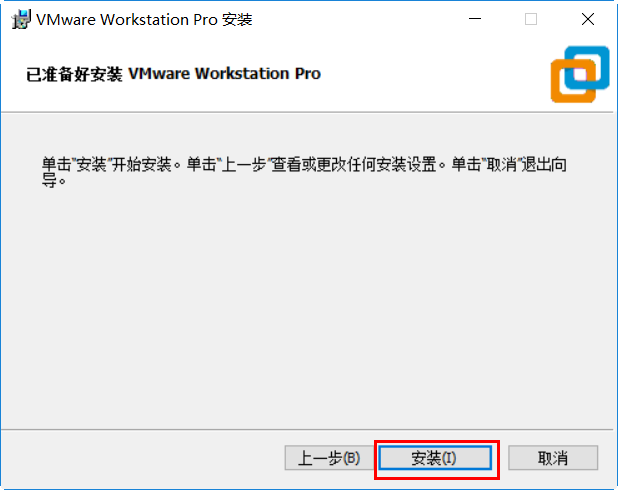 VMware Workstation Pro 安装
已准备好安装 VMware Workstation Pro
单击“安装”开始安装。单击“上一步”查看或更改任何安装设置。单击“取消”退出向
导。
上一步(B) 安装(I) 取消